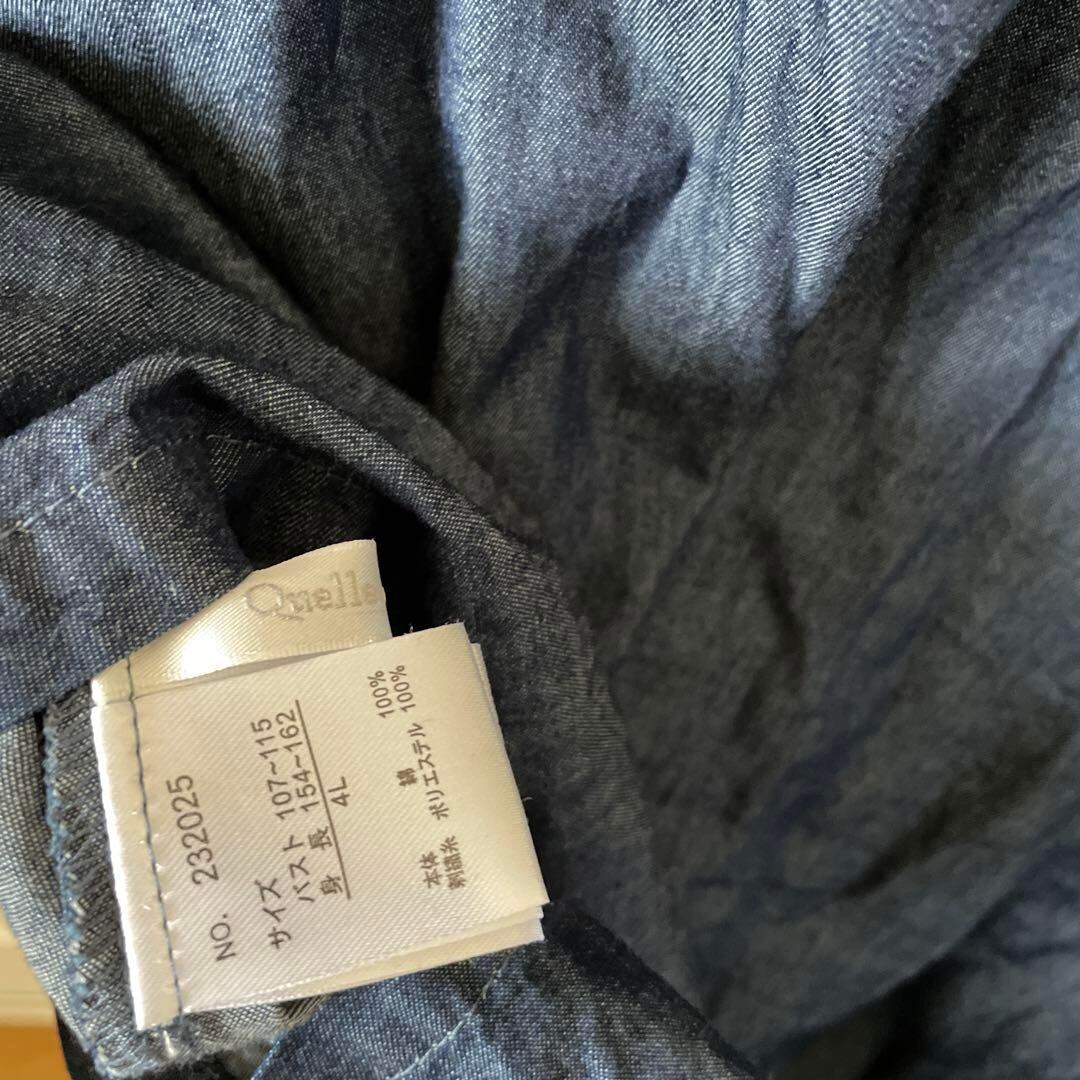 Quelle
NO. 232025
サイズ
バスト 107~115
身長 154~162
4L
本体 綿 100%
刺繍糸 ポリエステル 100%